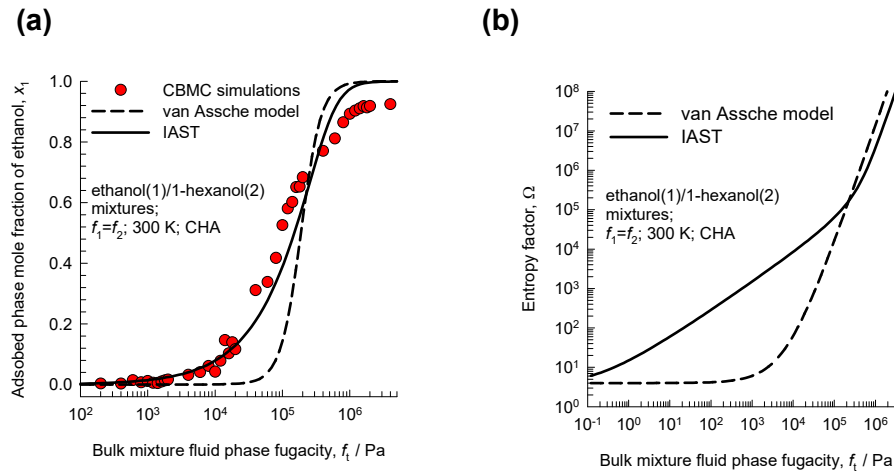 (a)
Adsobed phase mole fraction of ethanol, x1
1.0
0.8
0.6
0.4
0.2
0.0
CBMC simulations
van Assche model
IAST
ethanol(1)/1-hexanol(2)
mixtures;
f1=f2; 300 K; CHA
10^2 10^3 10^4 10^5 10^6
Bulk mixture fluid phase fugacity, ft / Pa
(b)
Entropy factor, Ω
10^8
10^7
10^6
10^5
10^4
10^3
10^2
10^1
10^0
van Assche model
IAST
ethanol(1)/1-hexanol(2)
mixtures;
f1=f2; 300 K; CHA
10^-1 10^0 10^1 10^2 10^3 10^4 10^5 10^6
Bulk mixture fluid phase fugacity, ft / Pa